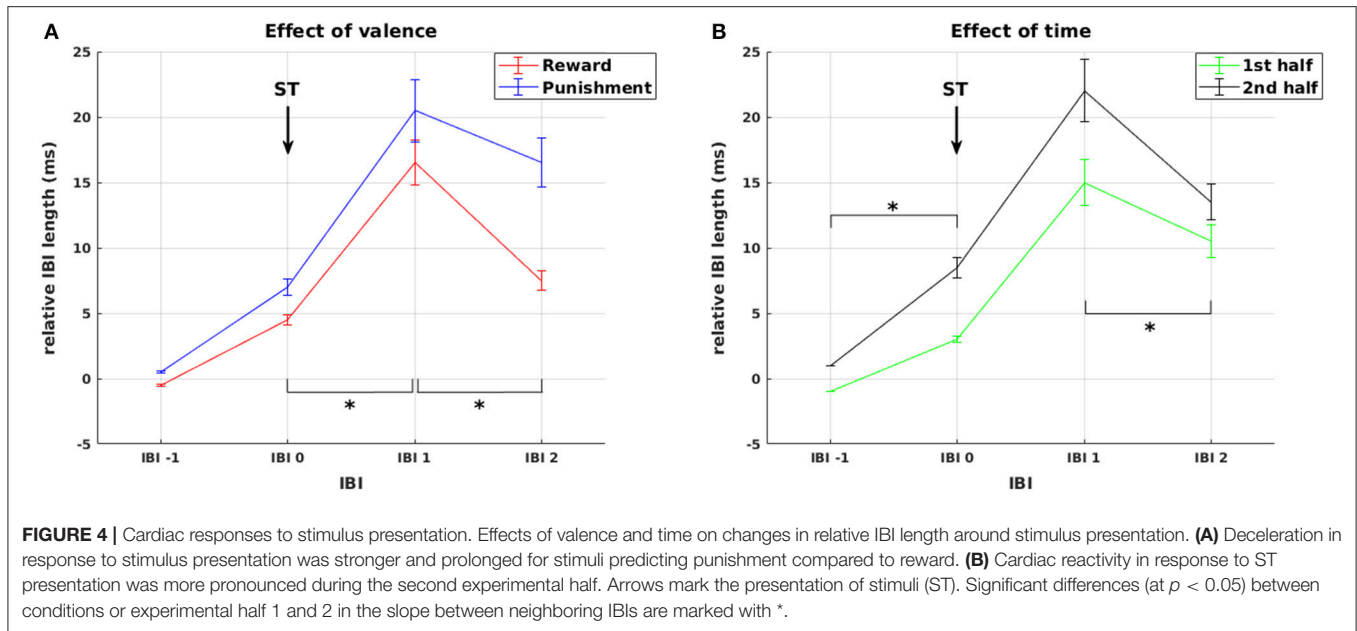 A
Effect of valence
Reward
Punishment
ST
25
20
15
10
5
0
-5
relative IBI length (ms)
*
*
IBI -1
IBI 0
IBI 1
IBI 2
IBI
B
Effect of time
1st half
2nd half
ST
25
20
15
10
5
0
-5
relative IBI length (ms)
*
*
IBI -1
IBI 0
IBI 1
IBI 2
IBI
FIGURE 4 | Cardiac responses to stimulus presentation. Effects of valence and time on changes in relative IBI length around stimulus presentation. (A) Deceleration in
response to stimulus presentation was stronger and prolonged for stimuli predicting punishment compared to reward. (B) Cardiac reactivity in response to ST
presentation was more pronounced during the second experimental half. Arrows mark the presentation of stimuli (ST). Significant differences (at p < 0.05) between
conditions or experimental half 1 and 2 in the slope between neighboring IBIs are marked with *.